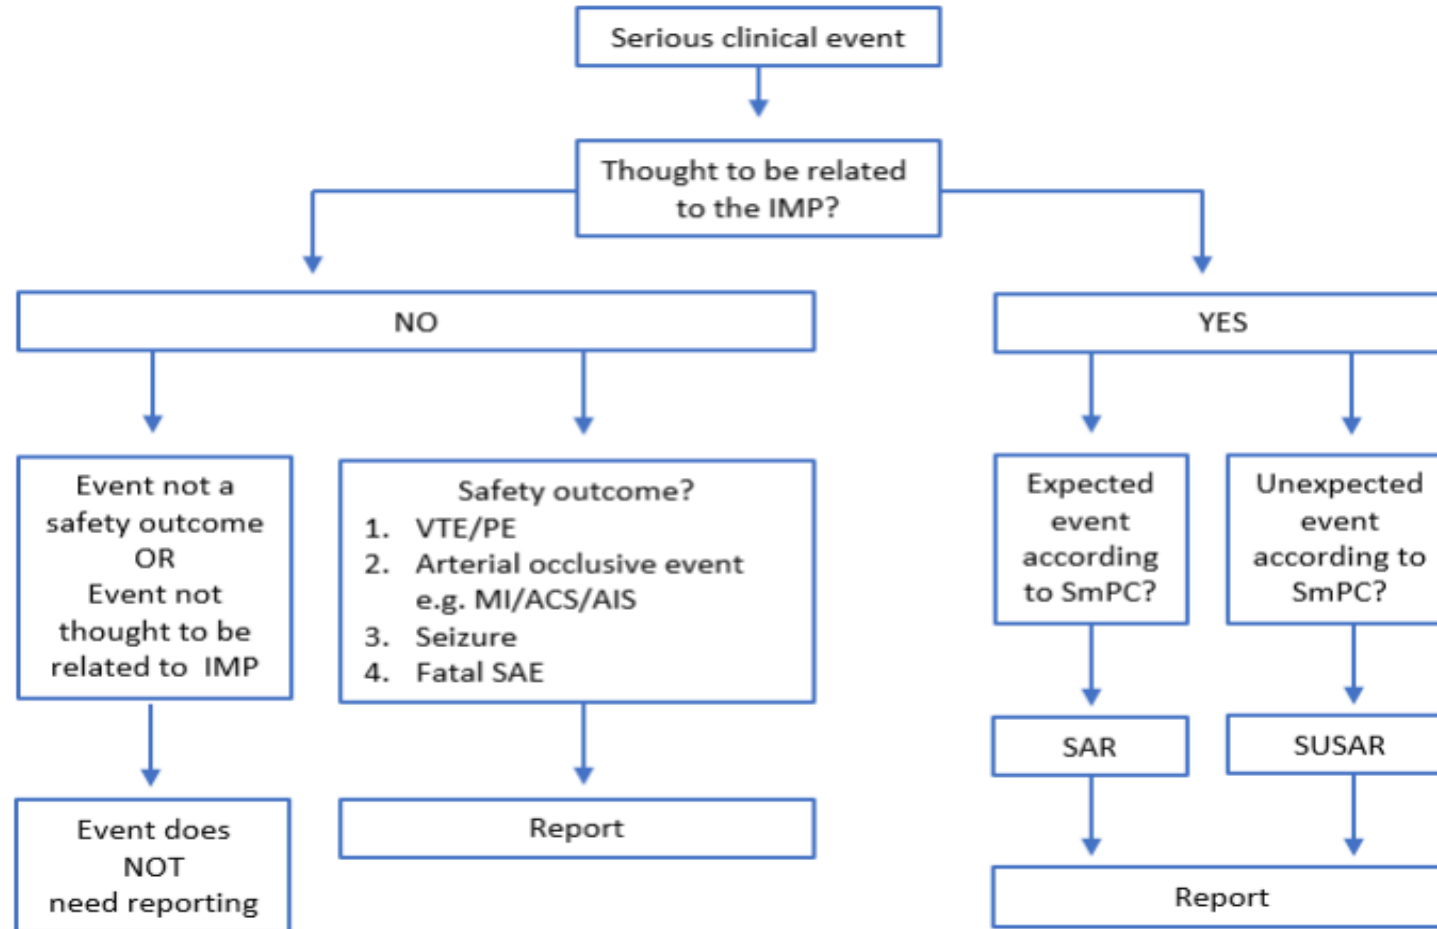 Serious clinical event
Thought to be related
to the IMP?
NO
YES
Event not a
safety outcome
OR
Event not
thought to be
related to IMP
Safety outcome?
1. VTE/PE
2. Arterial occlusive event
e.g. MI/ACS/AIS
3. Seizure
4. Fatal SAE
Expected
event
according
to SmPC?
Unexpected
event
according to
SmPC?
SAR
SUSAR
Event does
NOT
need reporting
Report
Report